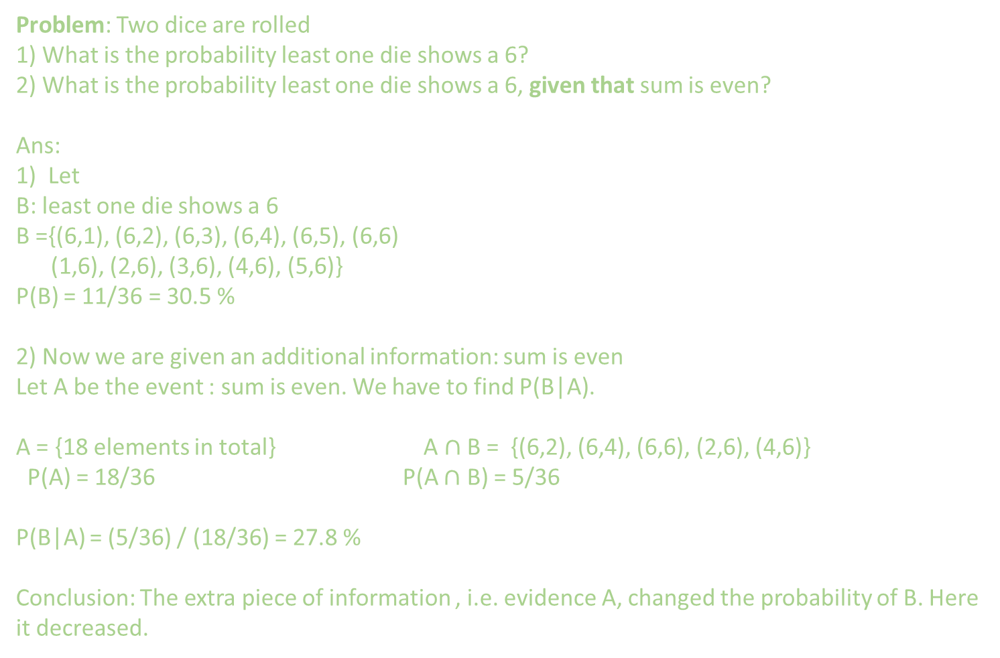 Problem: Two dice are rolled
1) What is the probability least one die shows a 6?
2) What is the probability least one die shows a 6, given that sum is even?
Ans:
1) Let
B: least one die shows a 6
B ={(6,1), (6,2), (6,3), (6,4), (6,5), (6,6)
(1,6), (2,6), (3,6), (4,6), (5,6)}
P(B) = 11/36 = 30.5 %
2) Now we are given an additional information: sum is even
Let A be the event : sum is even. We have to find P(B|A).
A = {18 elements in total} A ∩ B = {(6,2), (6,4), (6,6), (2,6), (4,6)}
P(A) = 18/36 P(A ∩ B) = 5/36
P(B|A) = (5/36) / (18/36) = 27.8 %
Conclusion: The extra piece of information , i.e. evidence A, changed the probability of B. Here
it decreased.